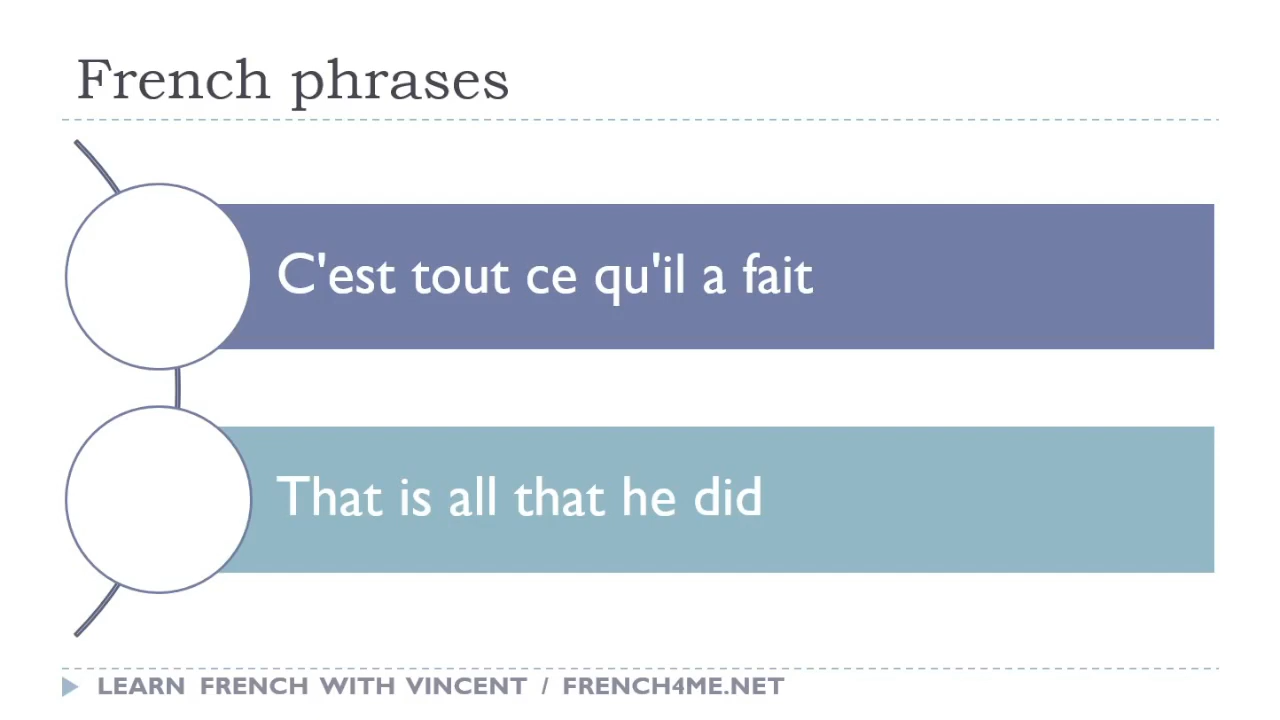 French phrases
C'est tout ce qu'il a fait
That is all that he did
LEARN FRENCH WITH VINCENT / FRENCH4ME.NET